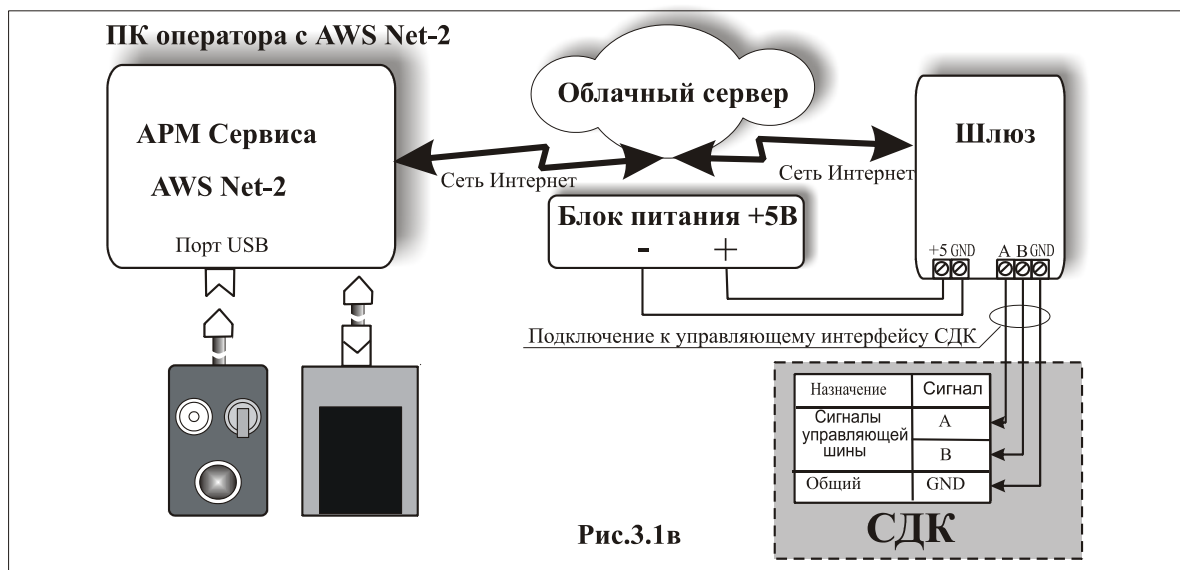 ПК оператора с AWS Net-2
АРМ Сервиса
AWS Net-2
Порт USB
Облачный сервер
Сеть Интернет
Сеть Интернет
Блок питания +5В
- +
Шлюз
+5 GND
A B GND
Подключение к управляющему интерфейсу СДК
Назначение Сигнал
Сигналы
управляющей
шины
A
B
Общий GND
СДК
Рис.3.1в